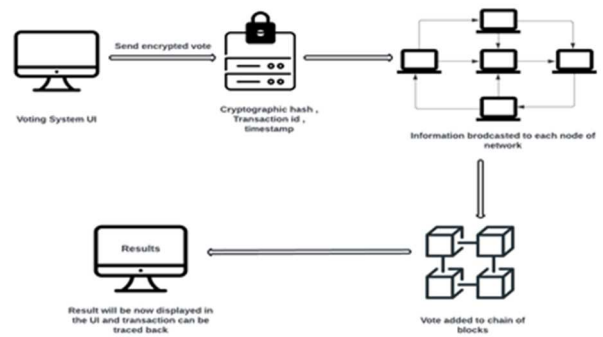 Send encrypted vote
Voting System UI
Cryptographic hash ,
Transaction id ,
timestamp
Information brodcasted to each node of
network
Results
Result will be now displayed in
the UI and transaction can be
traced back
Vote added to chain of
blocks